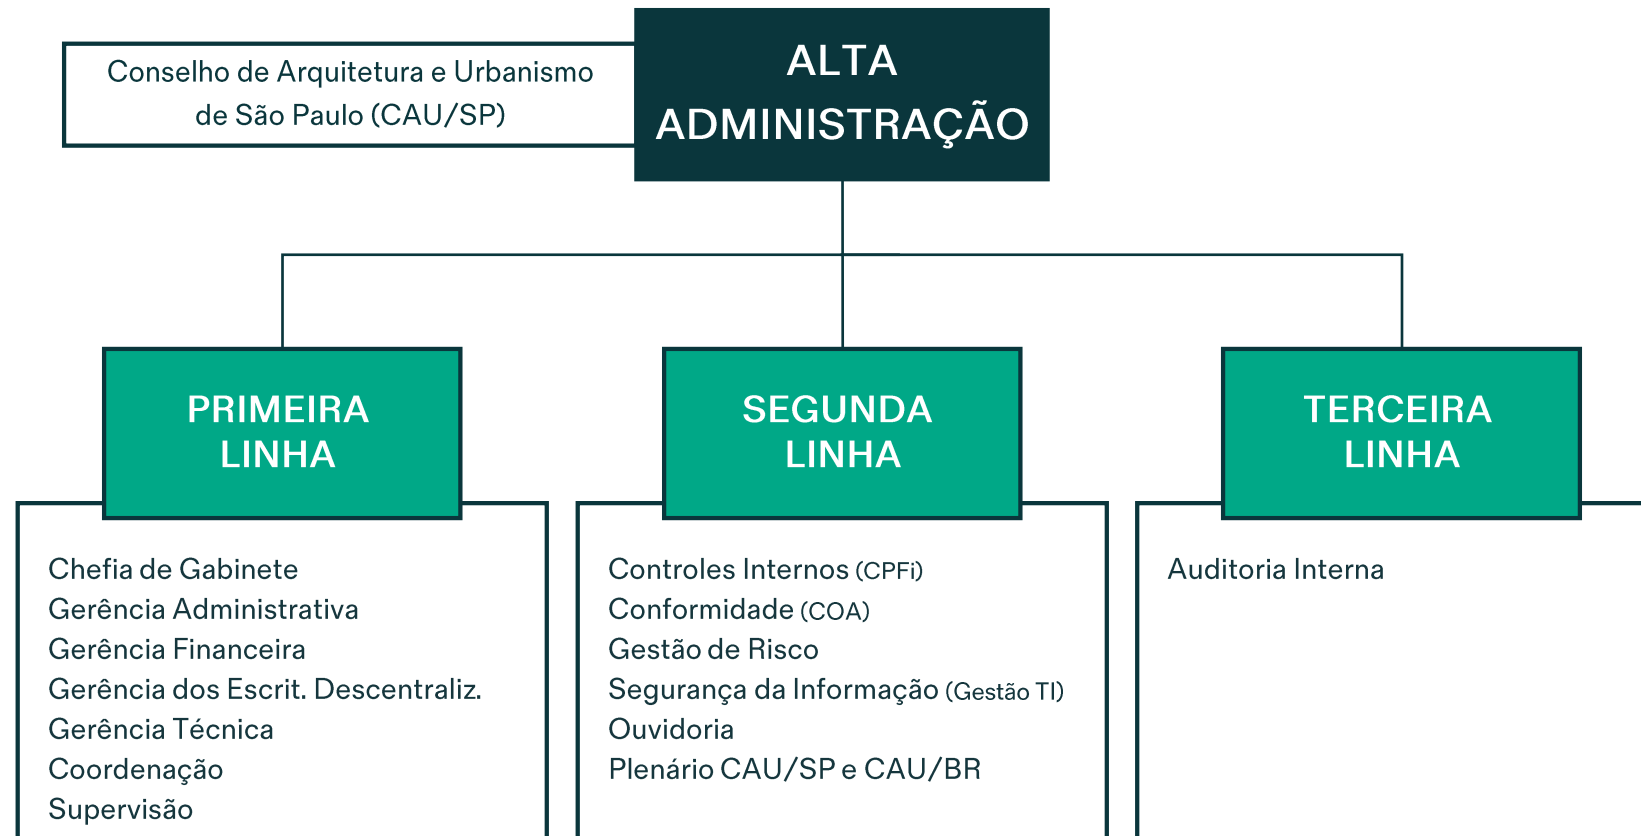 Conselho de Arquitetura e Urbanismo
de São Paulo (CAU/SP)
ALTA
ADMINISTRAÇÃO
PRIMEIRA
LINHA
Chefia de Gabinete
Gerência Administrativa
Gerência Financeira
Gerência dos Escrit. Descentraliz.
Gerência Técnica
Coordenação
Supervisão
SEGUNDA
LINHA
Controles Internos (CPFi)
Conformidade (COA)
Gestão de Risco
Segurança da Informação (Gestão TI)
Ouvidoria
Plenário CAU/SP e CAU/BR
TERCEIRA
LINHA
Auditoria Interna